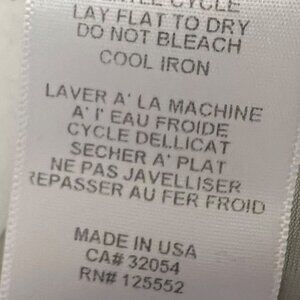 CYCLE
LAY FLAT TO DRY
DO NOT BLEACH
COOL IRON
LAVER A' LA MACHINE
A' I' EAU FROIDE
CYCLE DELLICAT
SECHER A' PLAT
NE PAS JAVELLISER
REPASSER AU FER FROID
MADE IN USA
CA# 32054
RN# 125552